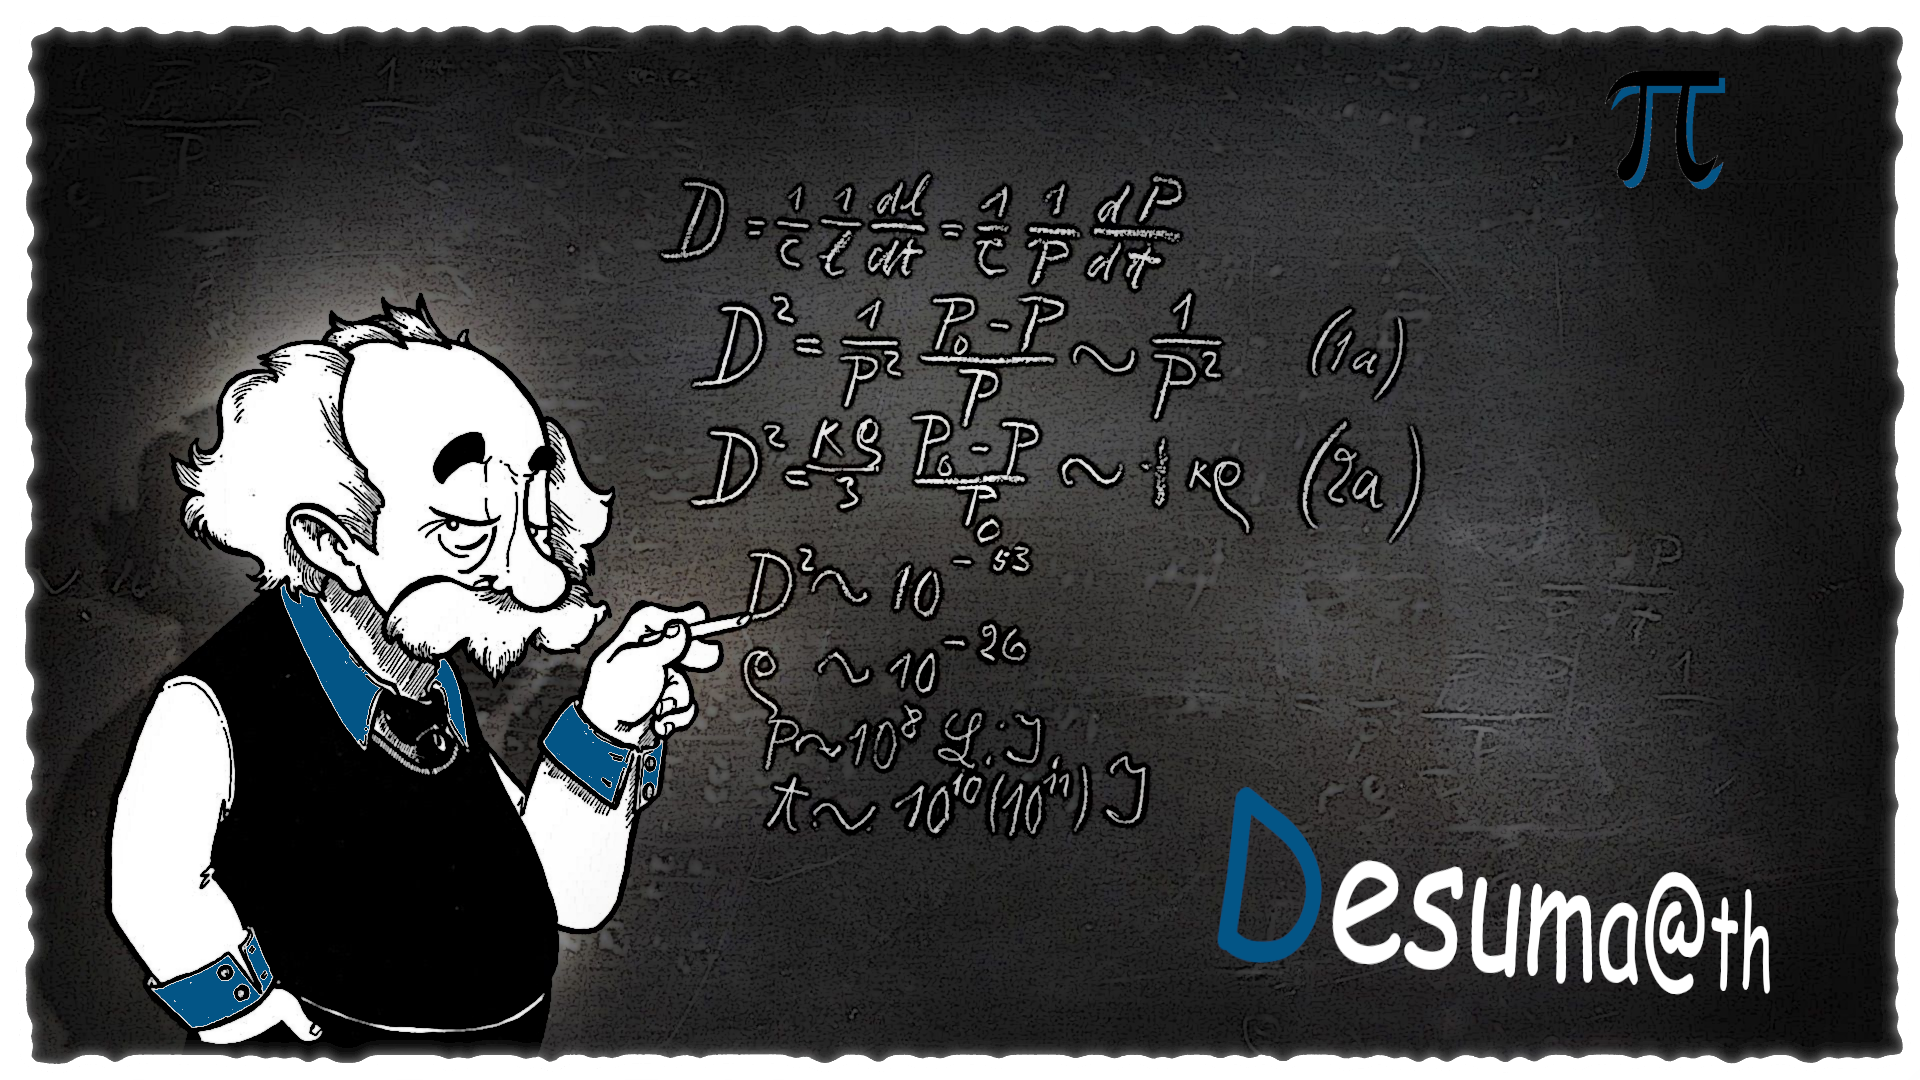 π
D = 1/c 1/l dl/dt = 1/c 1/P dP/dt
D² = 1/P² P₀-P/P ~ 1/P² (1a)
D² = κϱ/3 P₀-P/P₀ ~ κϱ (2a)
D² ~ 10⁻⁵³
ϱ ~ 10⁻²⁶
P ~ 10⁸ L.J.
t ~ 10¹⁰(10¹¹) J
Desuma@th